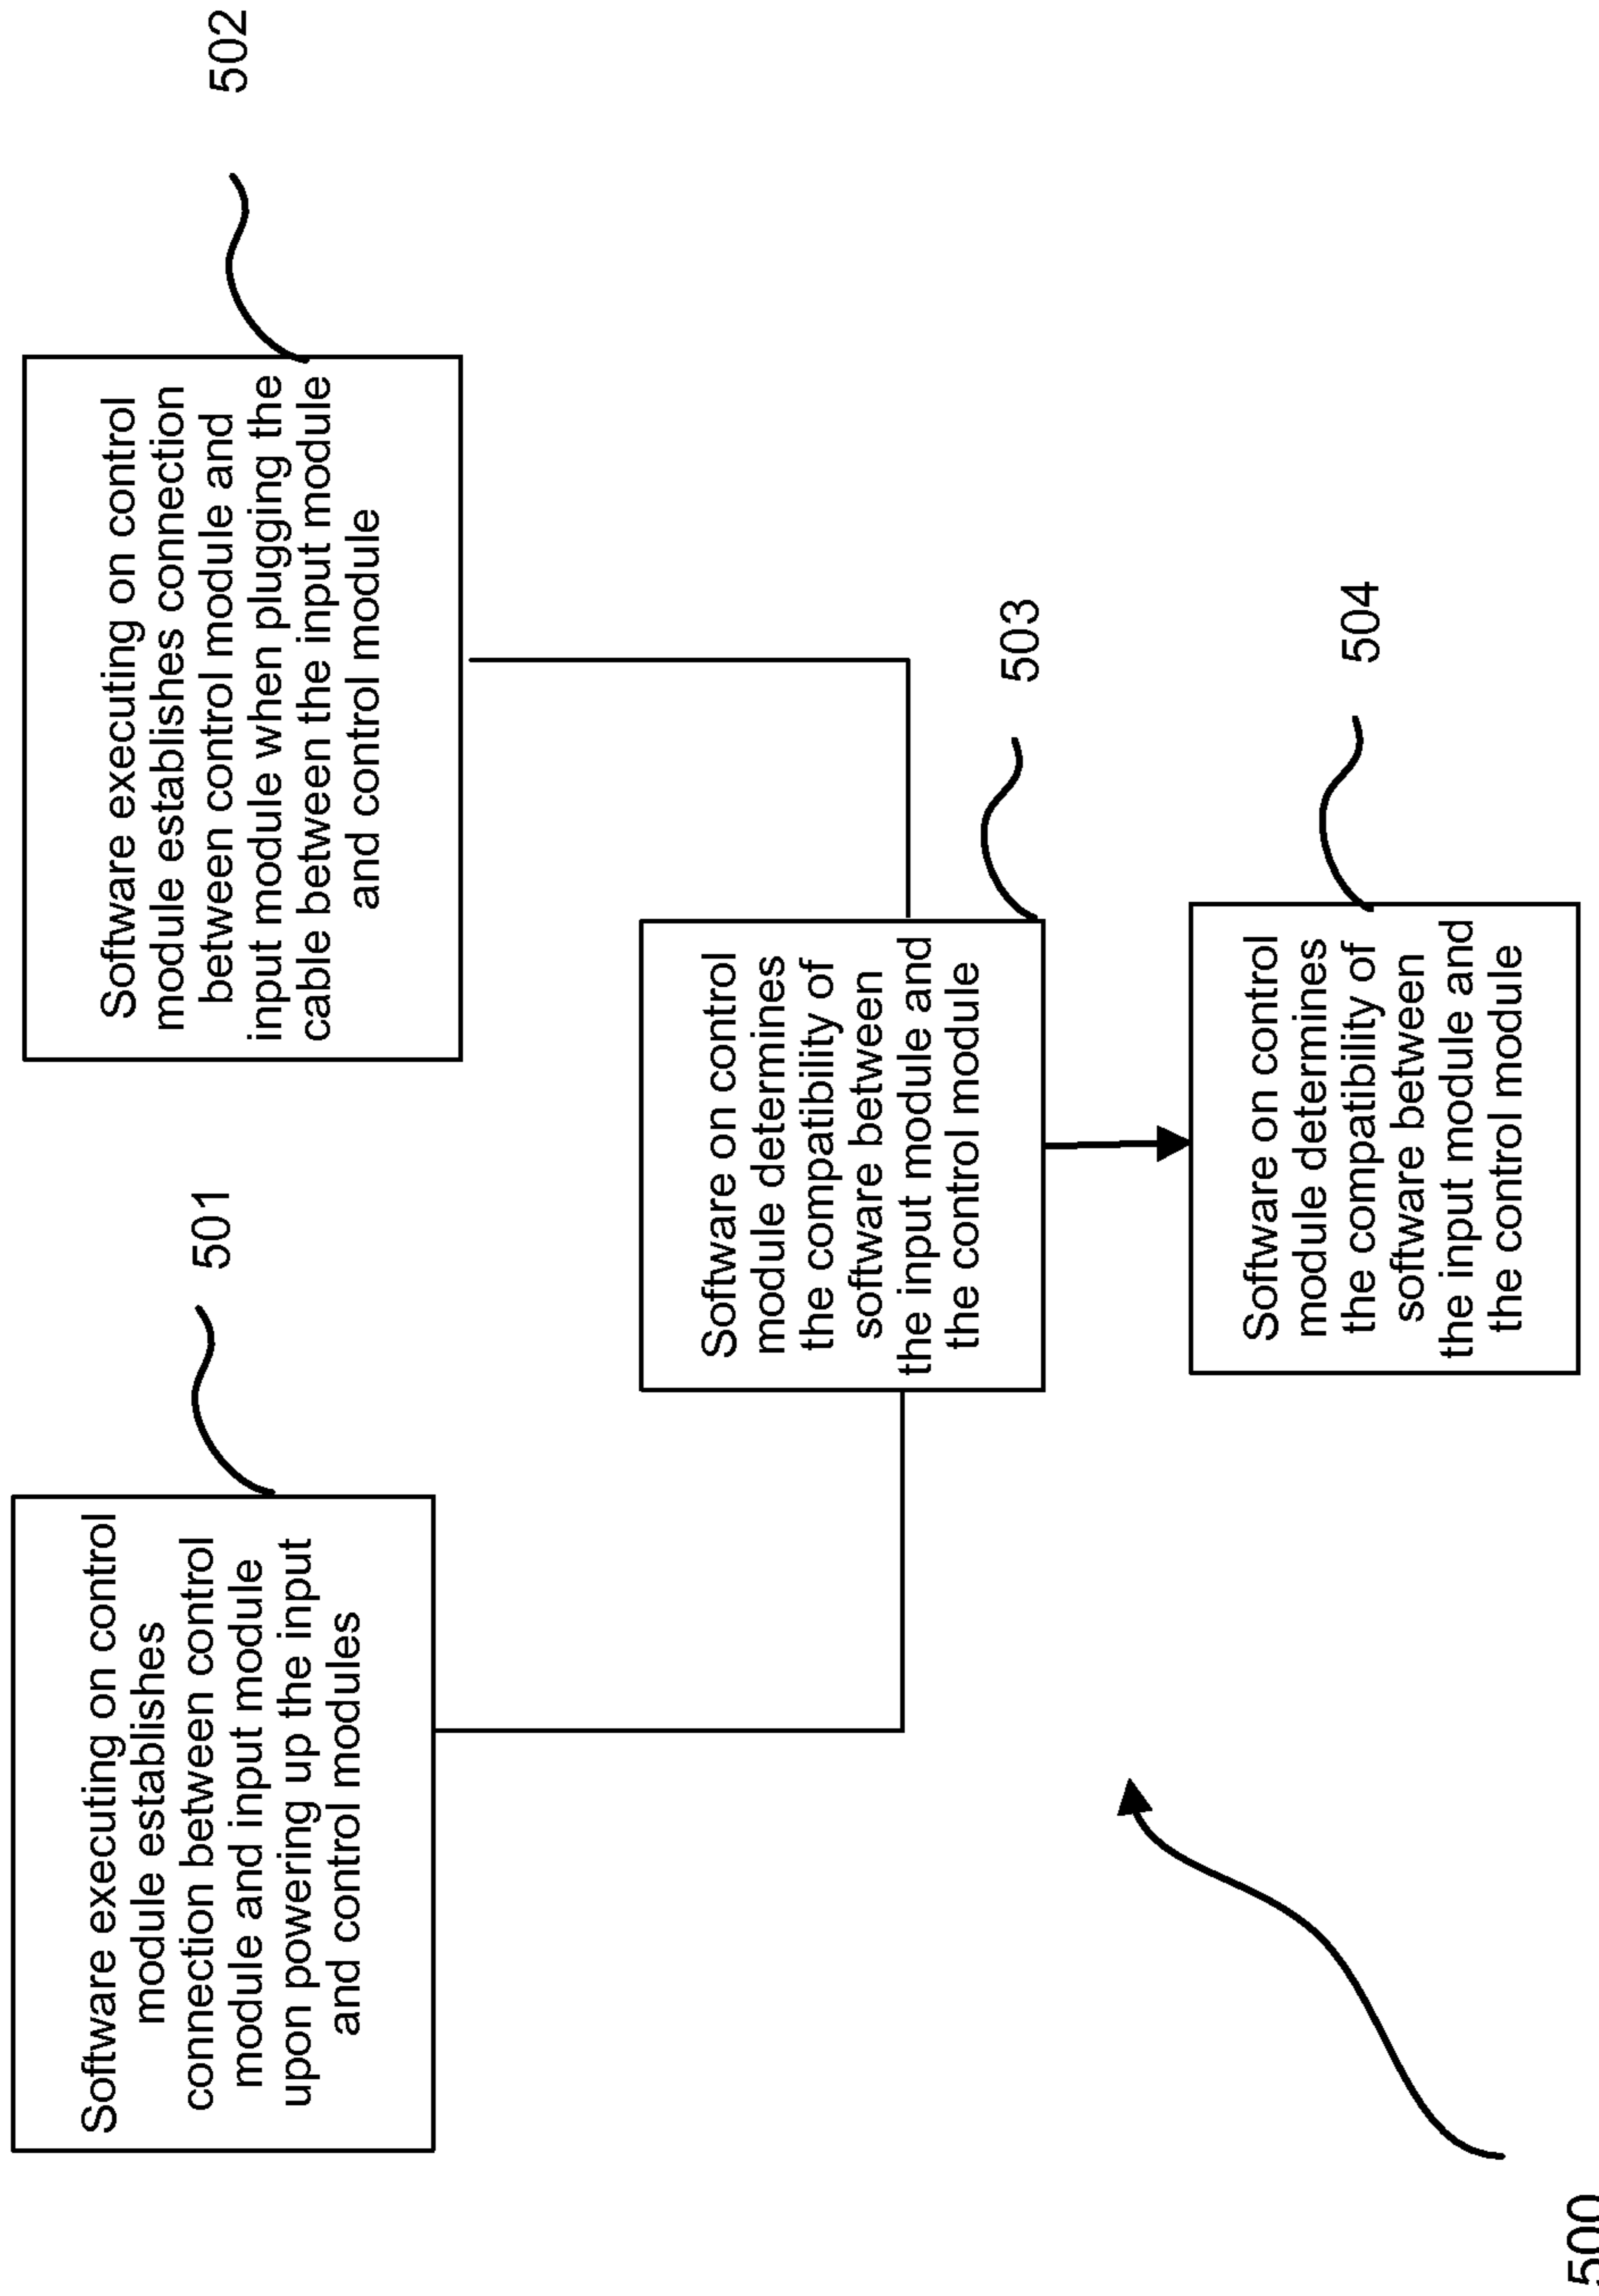 Software executing on control
module establishes
connection between control
module and input module
upon powering up the input
and control modules
501
Software executing on control
module establishes connection
between control module and
input module when plugging the
cable between the input module
and control module
502
Software on control
module determines
the compatibility of
software between
the input module and
the control module
503
Software on control
module determines
the compatibility of
software between
the input module and
the control module
504
500